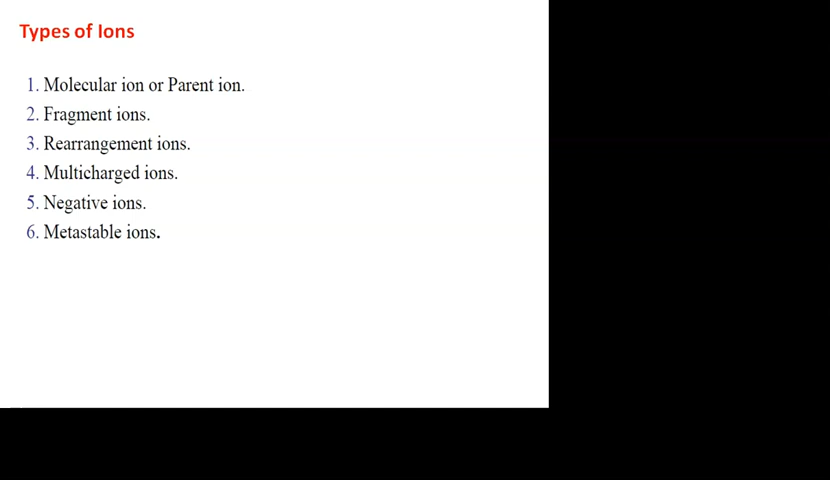 Types of Ions
1. Molecular ion or Parent ion.
2. Fragment ions.
3. Rearrangement ions.
4. Multicharged ions.
5. Negative ions.
6. Metastable ions.